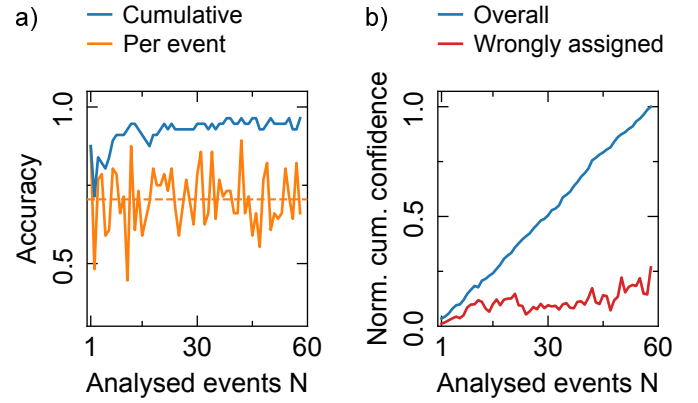 a)
Cumulative
Per event
1.0
0.5
Accuracy
1
30
60
Analysed events N
b)
Overall
Wrongly assigned
1.0
0.5
0.0
Norm. cum. confidence
1
30
60
Analysed events N